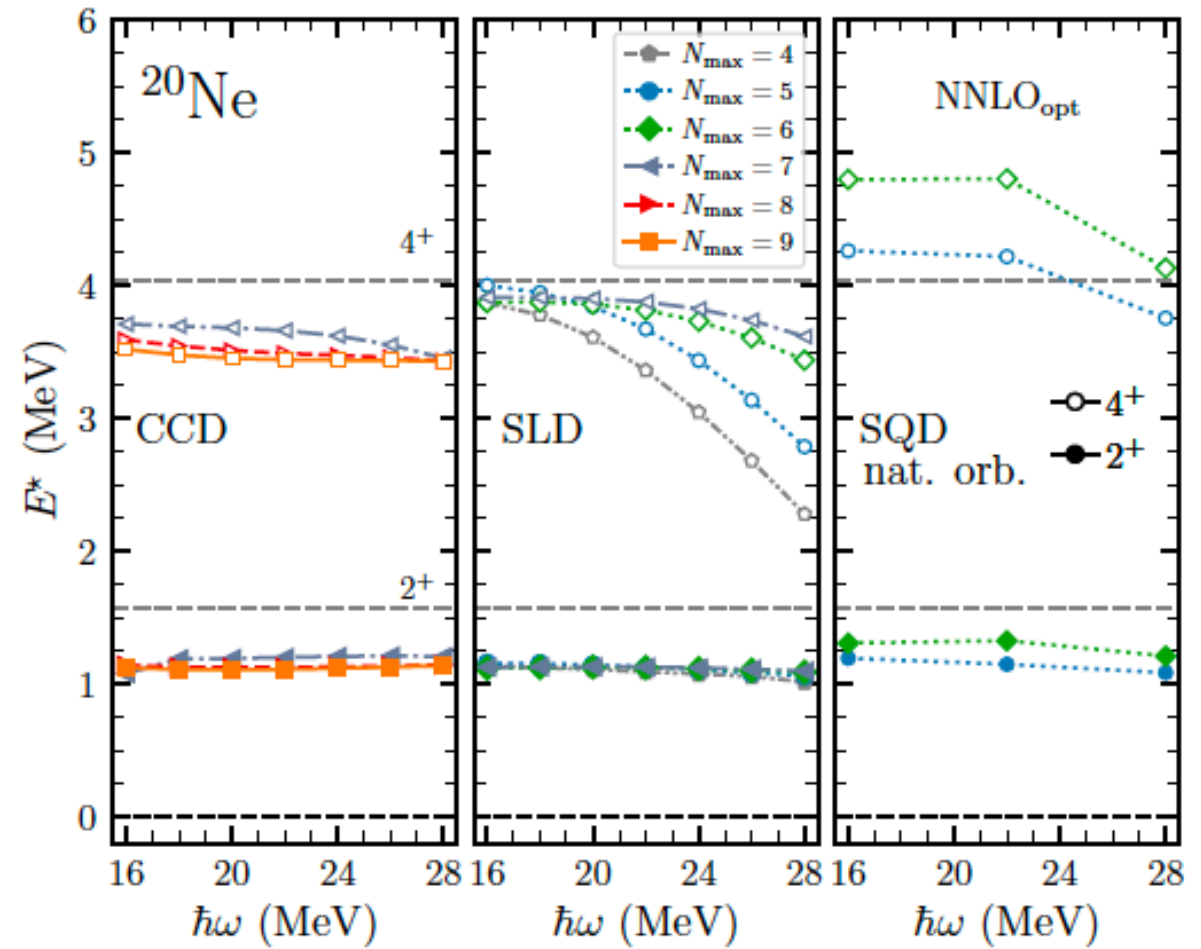 ²⁰Ne
4⁺
2⁺
CCD
E* (MeV)
6
5
4
3
2
1
0
16 20 24 28
ħω (MeV)
N_max = 4
N_max = 5
N_max = 6
N_max = 7
N_max = 8
N_max = 9
SLD
16 20 24 28
ħω (MeV)
NNLO_opt
4⁺
2⁺
SQD
nat. orb.
16 20 24 28
ħω (MeV)